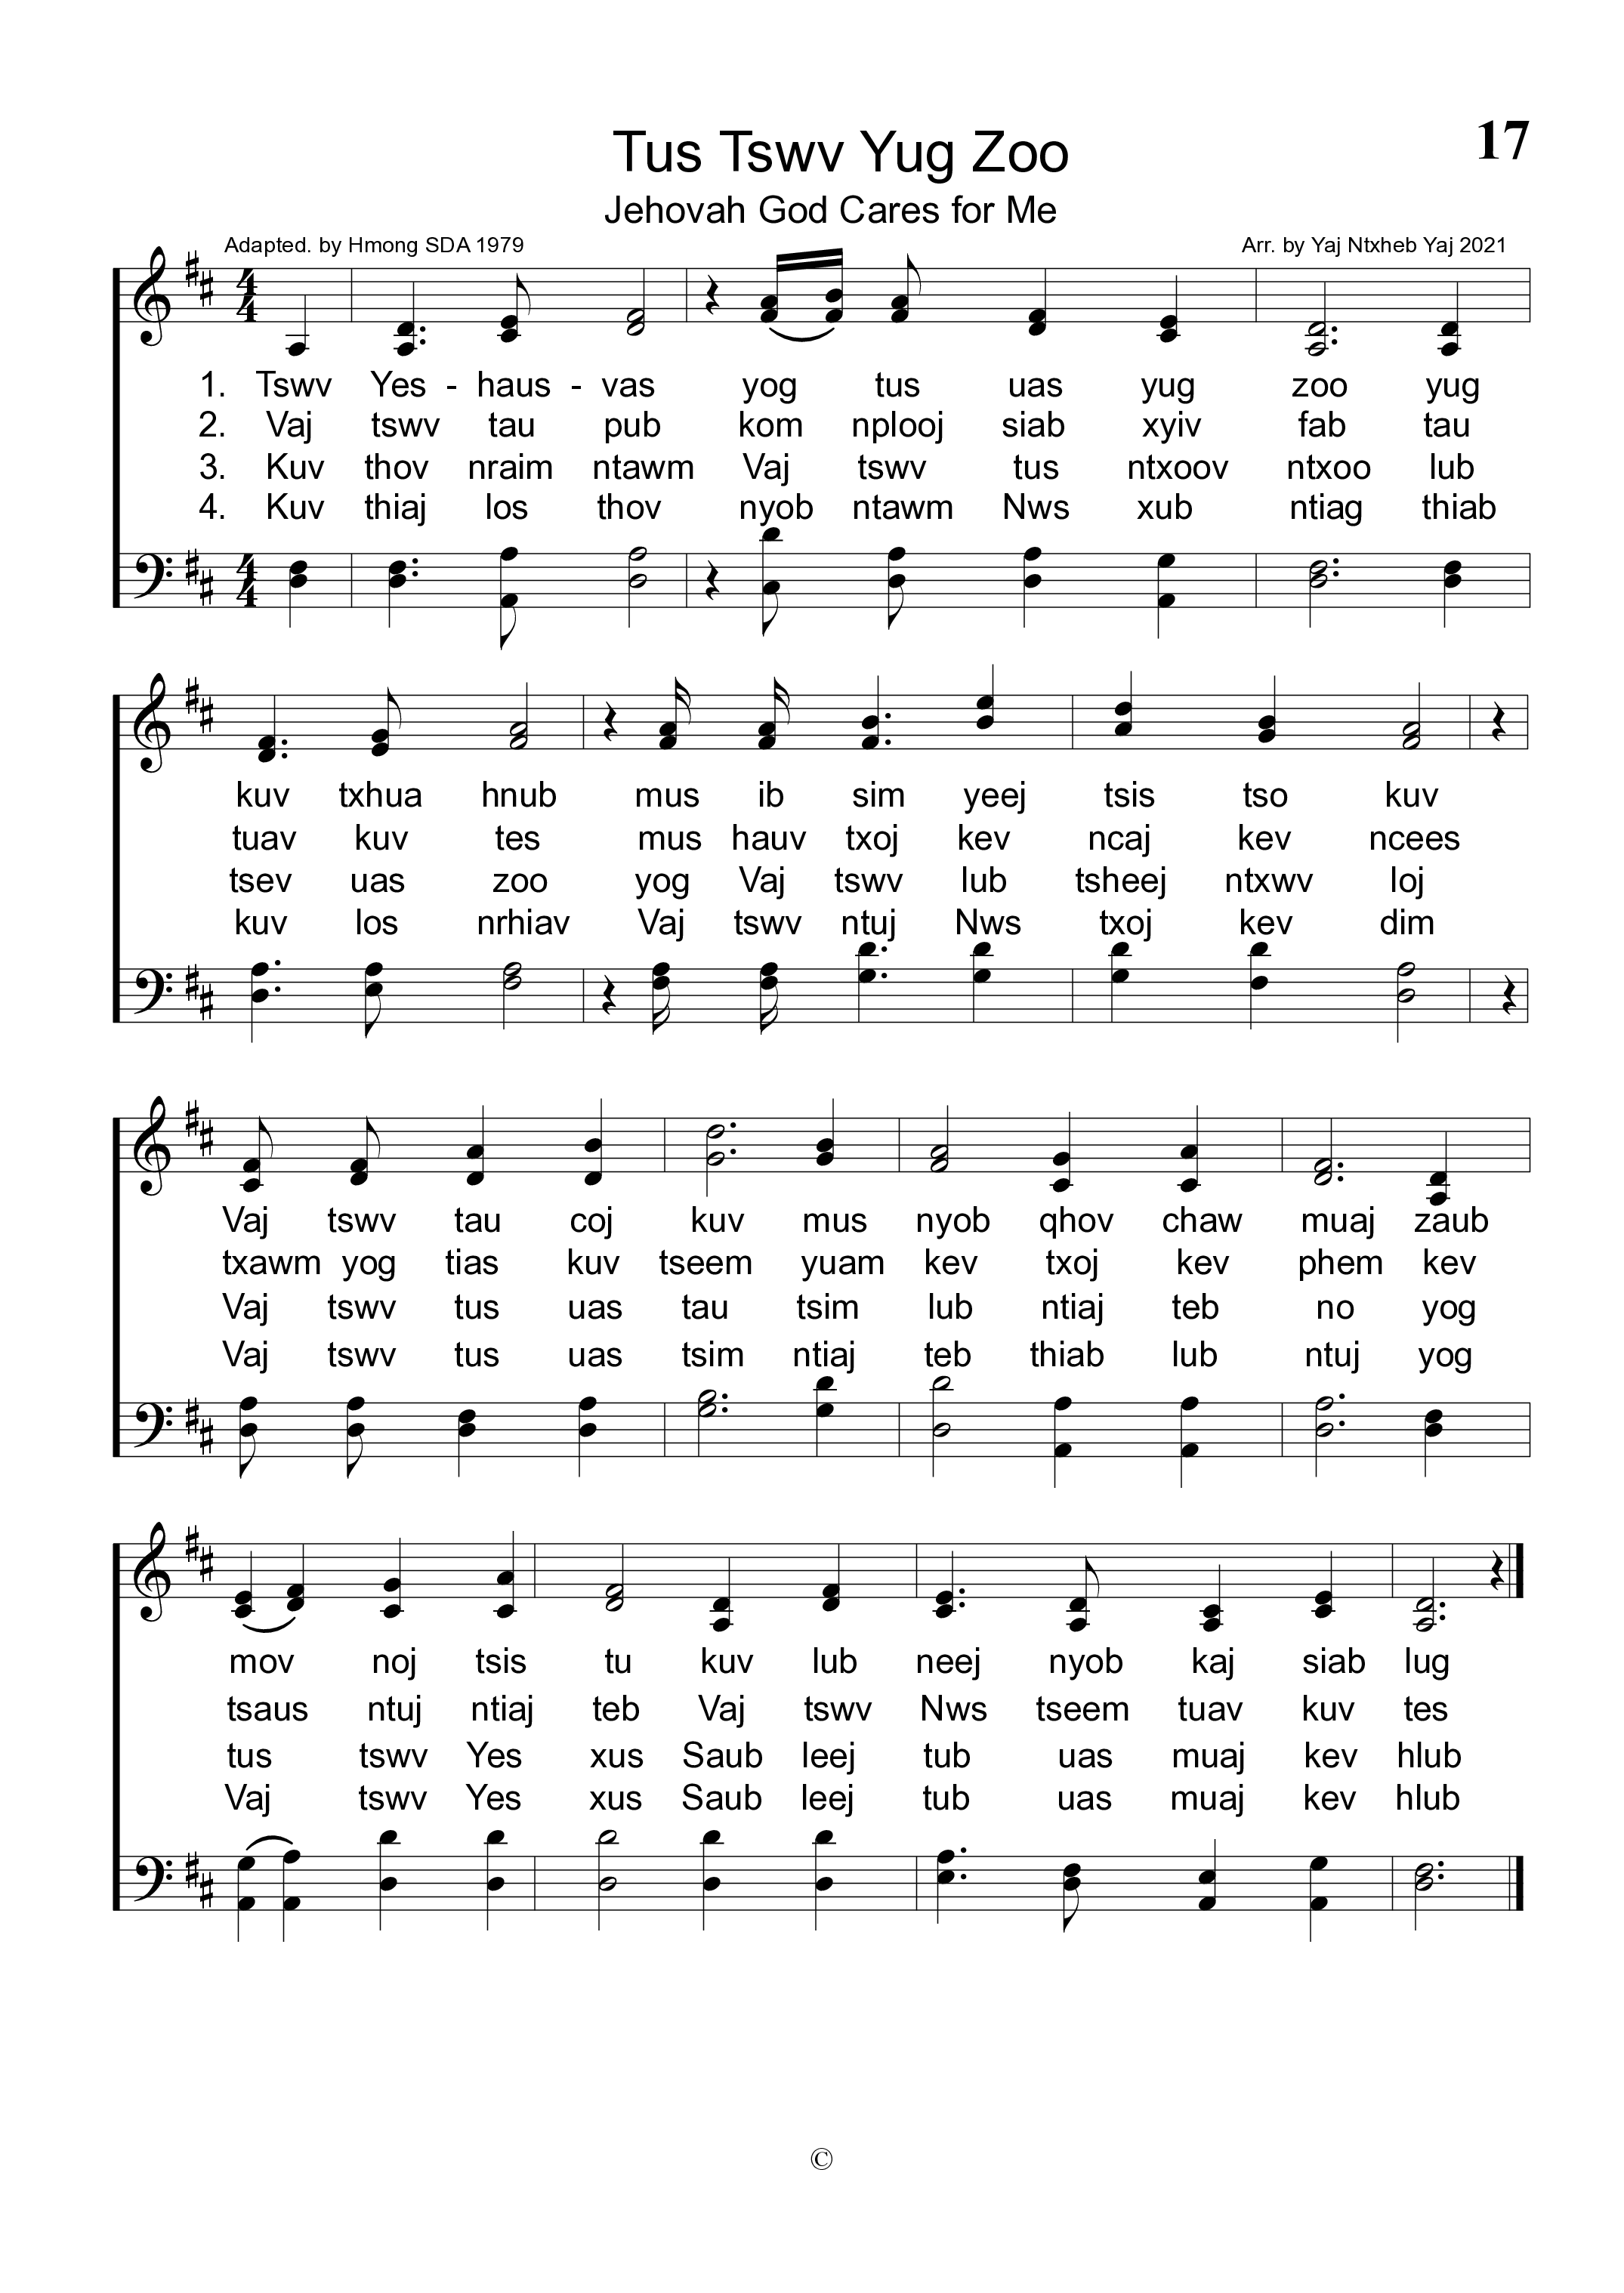 17
Tus Tswv Yug Zoo
Jehovah God Cares for Me
Adapted. by Hmong SDA 1979
Arr. by Yaj Ntxheb Yaj 2021
1. Tswv Yes - haus - vas yog tus uas yug zoo yug
2. Vaj tswv tau pub kom nplooj siab xyiv fab tau
3. Kuv thov nraim ntawm Vaj tswv tus ntxoov ntxoo lub
4. Kuv thiaj los thov nyob ntawm Nws xub ntiag thiab
kuv txhua hnub mus ib sim yeej tsis tso kuv
tuav kuv tes mus hauv txoj kev ncaj kev ncees
tsev uas zoo yog Vaj tswv lub tsheej ntxwv loj
kuv los nrhiav Vaj tswv ntuj Nws txoj kev dim
Vaj tswv tau coj kuv mus nyob qhov chaw muaj zaub
txawm yog tias kuv tseem yuam kev txoj kev phem kev
Vaj tswv tus uas tau tsim lub ntiaj teb no yog
Vaj tswv tus uas tsim ntiaj teb thiab lub ntuj yog
mov noj tsis tu kuv lub neej nyob kaj siab lug
tsaus ntuj ntiaj teb Vaj tswv Nws tseem tuav kuv tes
tus tswv Yes xus Saub leej tub uas muaj kev hlub
Vaj tswv Yes xus Saub leej tub uas muaj kev hlub
©